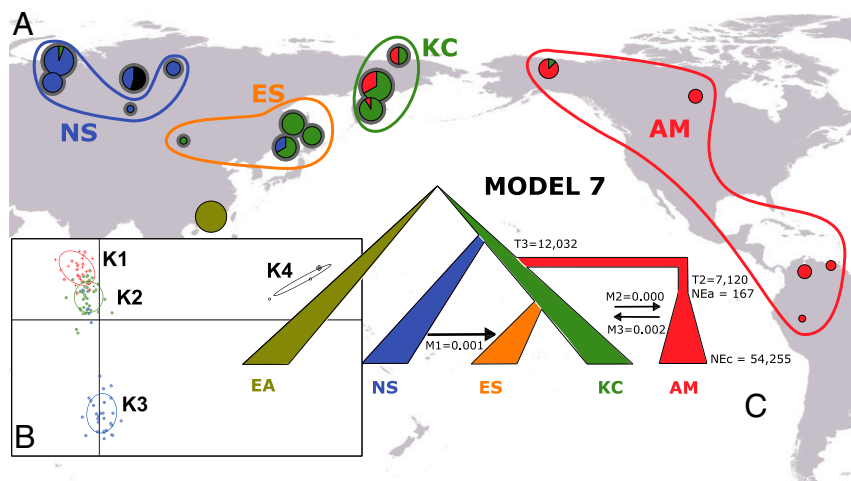 A
KC
ES
NS
AM
MODEL 7
K1
K2
K4
K3
B
T3=12,032
T2=7,120
NEa = 167
M2=0.000
M3=0.002
M1=0.001
NEc = 54,255
EA
NS
ES
KC
AM
C